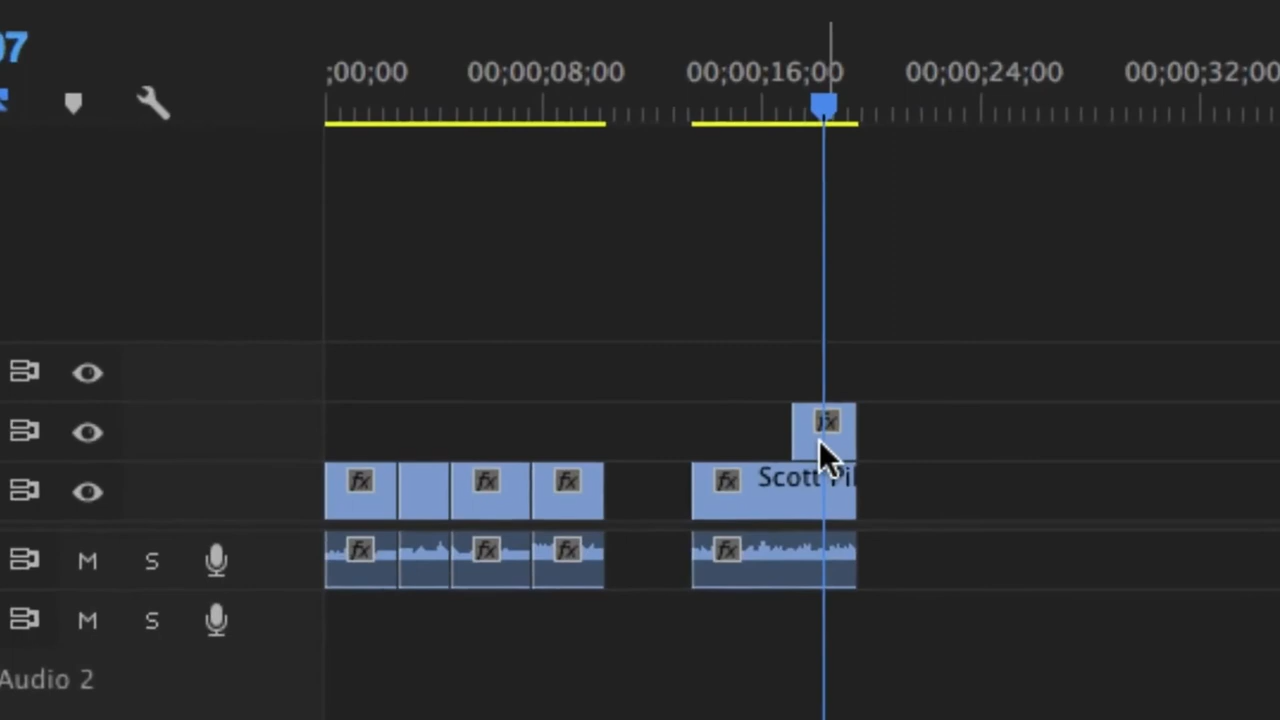 07
;00;00 00;00;08;00 00;00;16;00 00;00;24;00 00;00;32;00
fx
fx fx fx fx Scott Pil
M S fx fx fx fx
M S
Audio 2